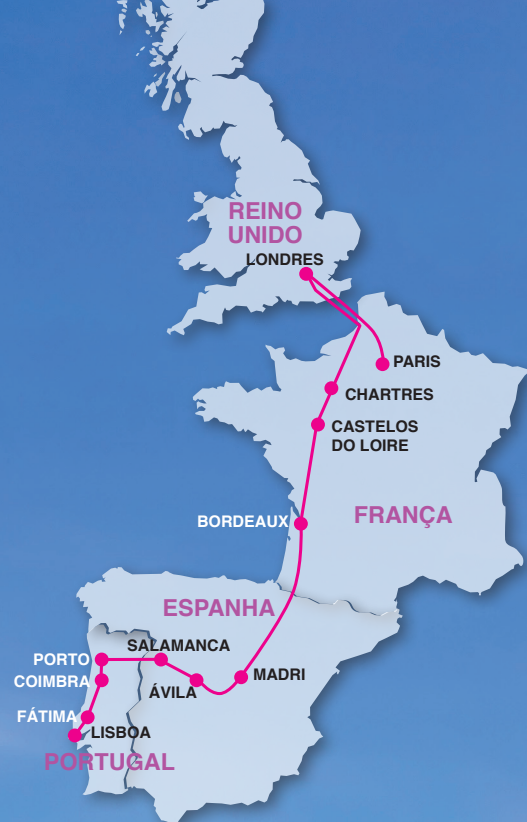 REINO
UNIDO
LONDRES
PARIS
CHARTRES
CASTELOS
DO LOIRE
BORDEAUX
FRANÇA
ESPANHA
SALAMANCA
PORTO
MADRI
COIMBRA
ÁVILA
FÁTIMA
LISBOA
PORTUGAL